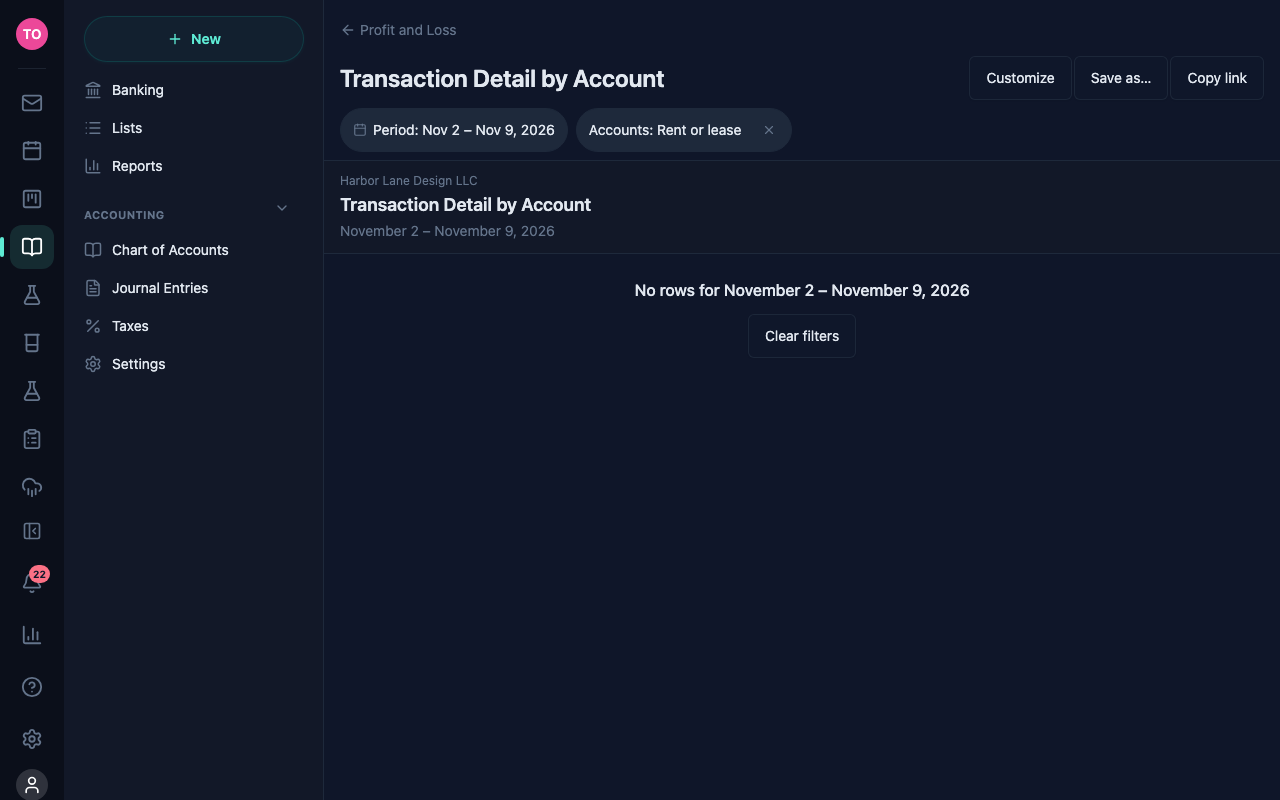 TO
New
Banking
Lists
Reports
ACCOUNTING
Chart of Accounts
Journal Entries
Taxes
Settings
22
Profit and Loss
Transaction Detail by Account
Customize
Save as...
Copy link
Period: Nov 2 – Nov 9, 2026
Accounts: Rent or lease
Harbor Lane Design LLC
Transaction Detail by Account
November 2 – November 9, 2026
No rows for November 2 – November 9, 2026
Clear filters